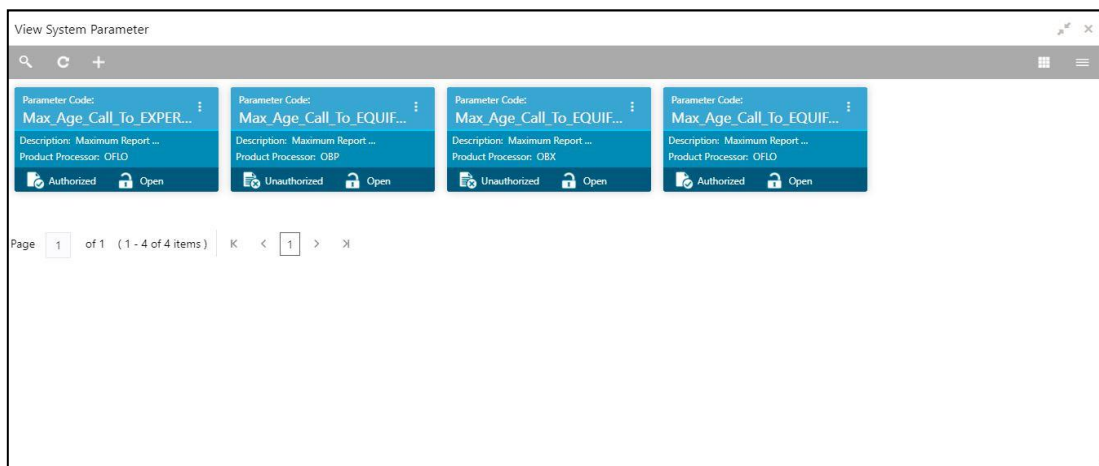 View System Parameter
Parameter Code:
Max_Age_Call_To_EXPER...
Description: Maximum Report ...
Product Processor: OFLO
Authorized Open
Parameter Code:
Max_Age_Call_To_EQUIF...
Description: Maximum Report ...
Product Processor: OBP
Unauthorized Open
Parameter Code:
Max_Age_Call_To_EQUIF...
Description: Maximum Report ...
Product Processor: OBX
Unauthorized Open
Parameter Code:
Max_Age_Call_To_EQUIF...
Description: Maximum Report ...
Product Processor: OFLO
Authorized Open
Page 1 of 1 (1 - 4 of 4 items) 1